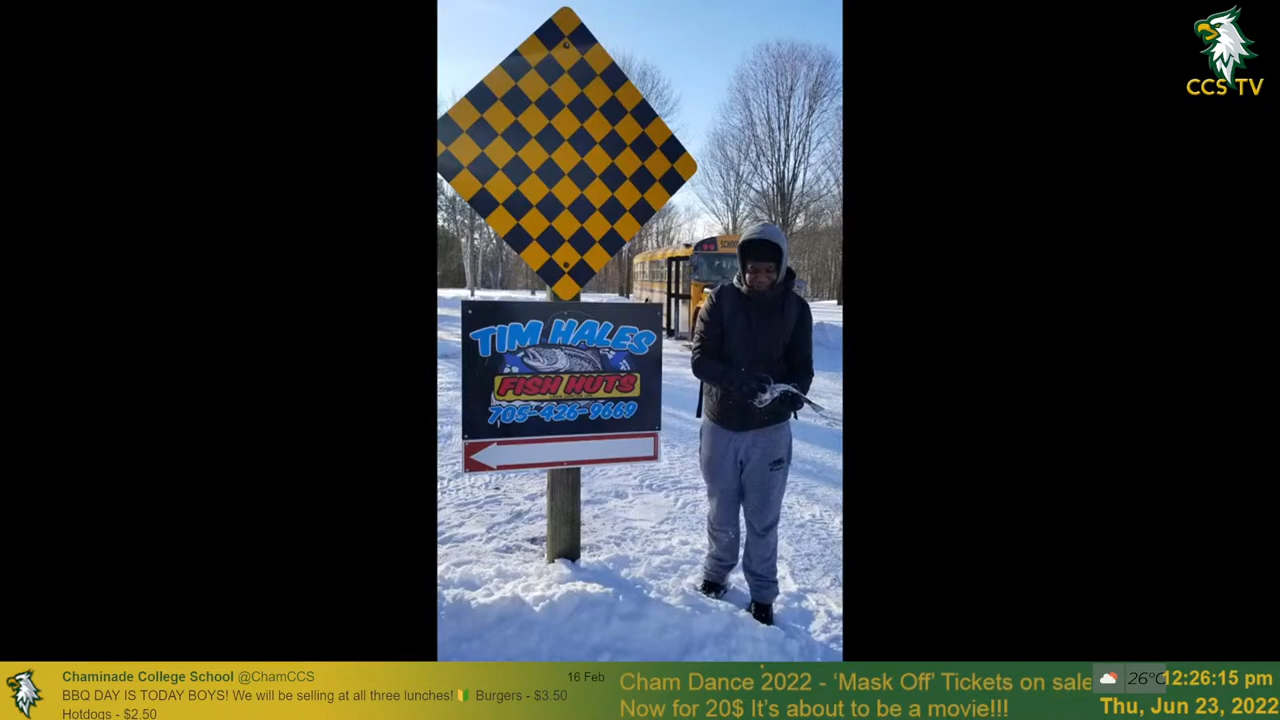 CCS TV
SCHOO
TIM HALES
FISH HUTS
705-426-9669
Chaminade College School @ChamCCS
16 Feb
BBQ DAY IS TODAY BOYS! We will be selling at all three lunches! Burgers - $3.50
Hotdogs - $2.50
Cham Dance 2022 - ‘Mask Off’ Tickets on sale
Now for 20$ It's about to be a movie!!!
26°C
12:26:15 pm
Thu, Jun 23, 2022